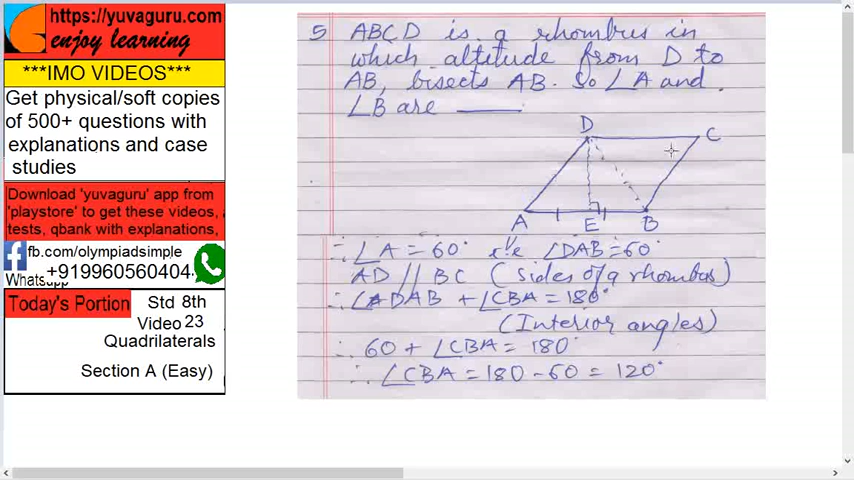 https://yuvaguru.com
enjoy learning
***IMO VIDEOS***
Get physical/soft copies
of 500+ questions with
explanations and case
studies
Download 'yuvaguru' app from
'playstore' to get these videos,
tests, qbank with explanations,
fb.com/olympiadsimple
Whatsapp
+919960560404
Today's Portion
Std 8th
Video 23
Quadrilaterals
Section A (Easy)
5 ABCD is a rhombus in
which altitude from D to
AB, bisects AB. So ∠A and
∠B are ____
D C
A E B
∴ ∠A = 60° i/e ∠DAB = 60°
AD // BC (sides of a rhombus)
∴ ∠DAB + ∠CBA = 180°
(Interior angles)
∴ 60 + ∠CBA = 180°
∴ ∠CBA = 180 - 60 = 120°